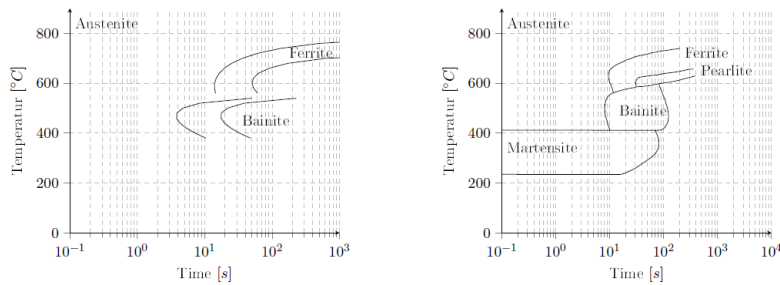 Austenite
800
600
400
200
0
Ferrite
Bainite
10^-1
10^0
10^1
10^2
10^3
Time [s]
Temperatur [°C]
Austenite
800
600
400
200
0
Ferrite
Pearlite
Bainite
Martensite
10^-1
10^0
10^1
10^2
10^3
10^4
Time [s]
Temperatur [°C]